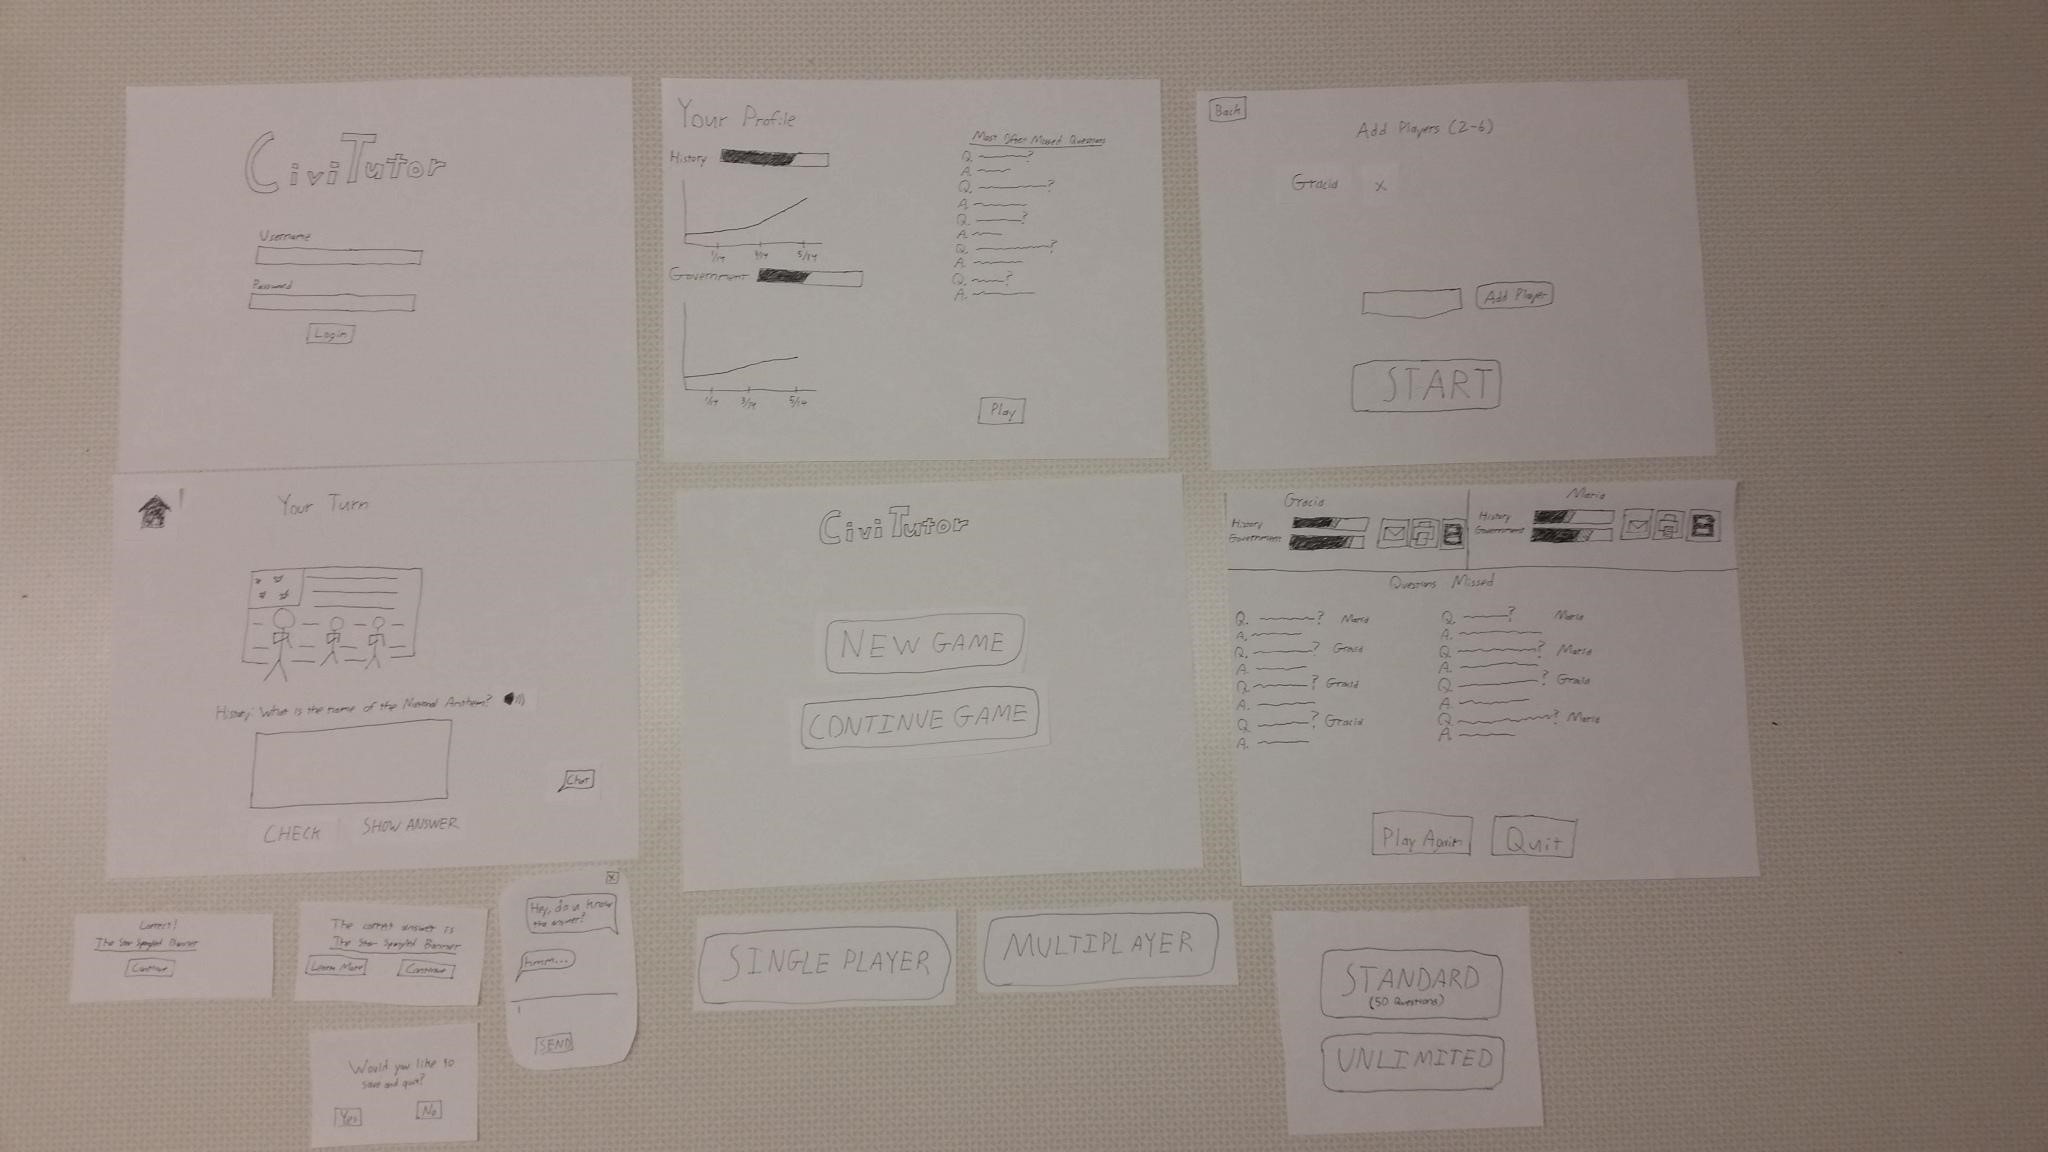 CiviTutor
Username
Password
Login
Your Profile
History
1/14
5/14
Government
1/14
3/14
5/14
Most Often Missed Questions
Q. ?
A.
Q. ?
A.
Q. ?
A.
Q. ?
A.
Q. ?
A.
Play
Back
Add Players (2-6)
Gracia X
Add Player
START
Your Turn
History: What is the name of the National Anthem?
Chat
CHECK SHOW ANSWER
CiviTutor
NEW GAME
CONTINUE GAME
Gracia
History
Government
Maria
History
Government
Questions Missed
Q. ? Maria
A.
Q. ? Gracia
A.
Q. ? Gracia
A.
Q. ? Gracia
A.
Q. ? Maria
A.
Q. ? Maria
A.
Q. ? Gracia
A.
Q. ? Maria
A.
Play Again Quit
Correct!
The Star Spangled Banner
Continue
The correct answer is
The Star Spangled Banner
Learn More Continue
X
Hey, do u know
the answer?
hmm...
SEND
Would you like to
save and quit?
Yes No
SINGLE PLAYER
MULTIPLAYER
STANDARD
(50 Questions)
UNLIMITED